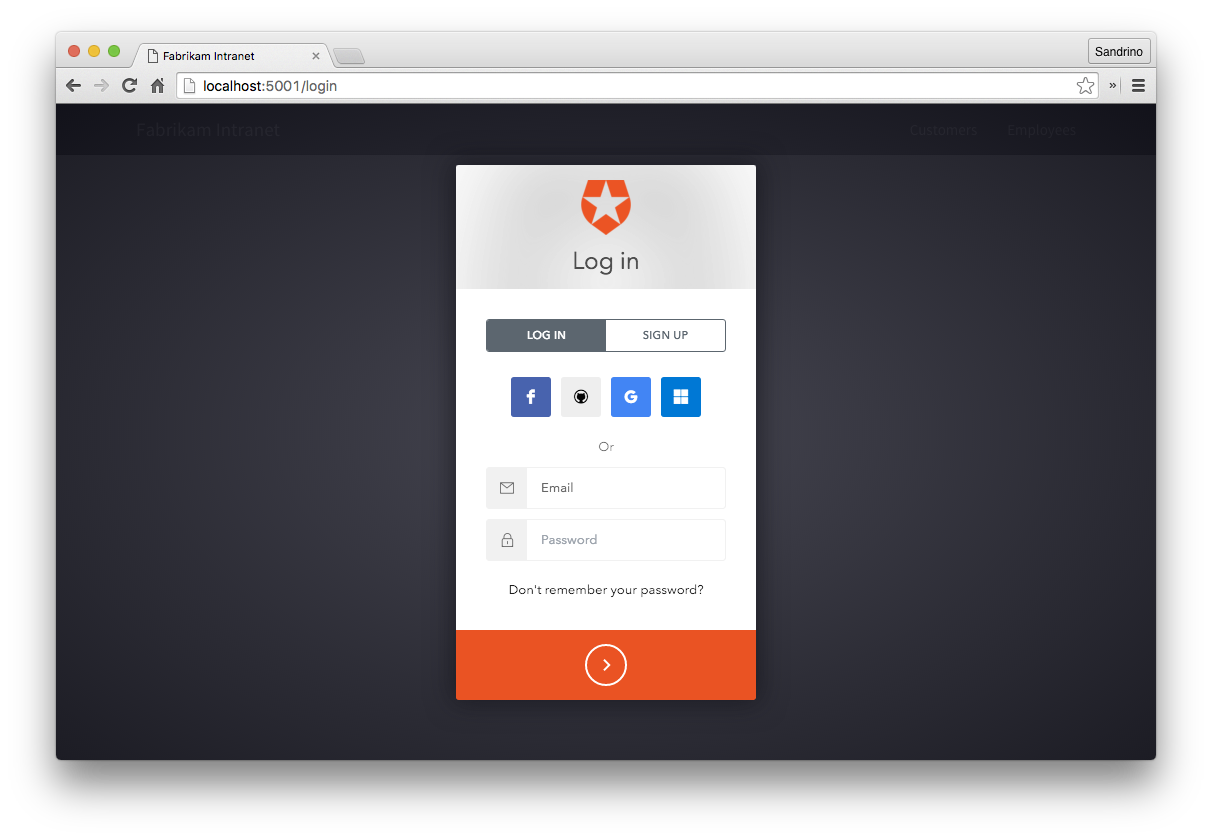 Fabrikam Intranet
Sandrino
localhost:5001/login
Fabrikam Intranet Customers Employees
Log in
LOG IN SIGN UP
Or
Email
Password
Don't remember your password?